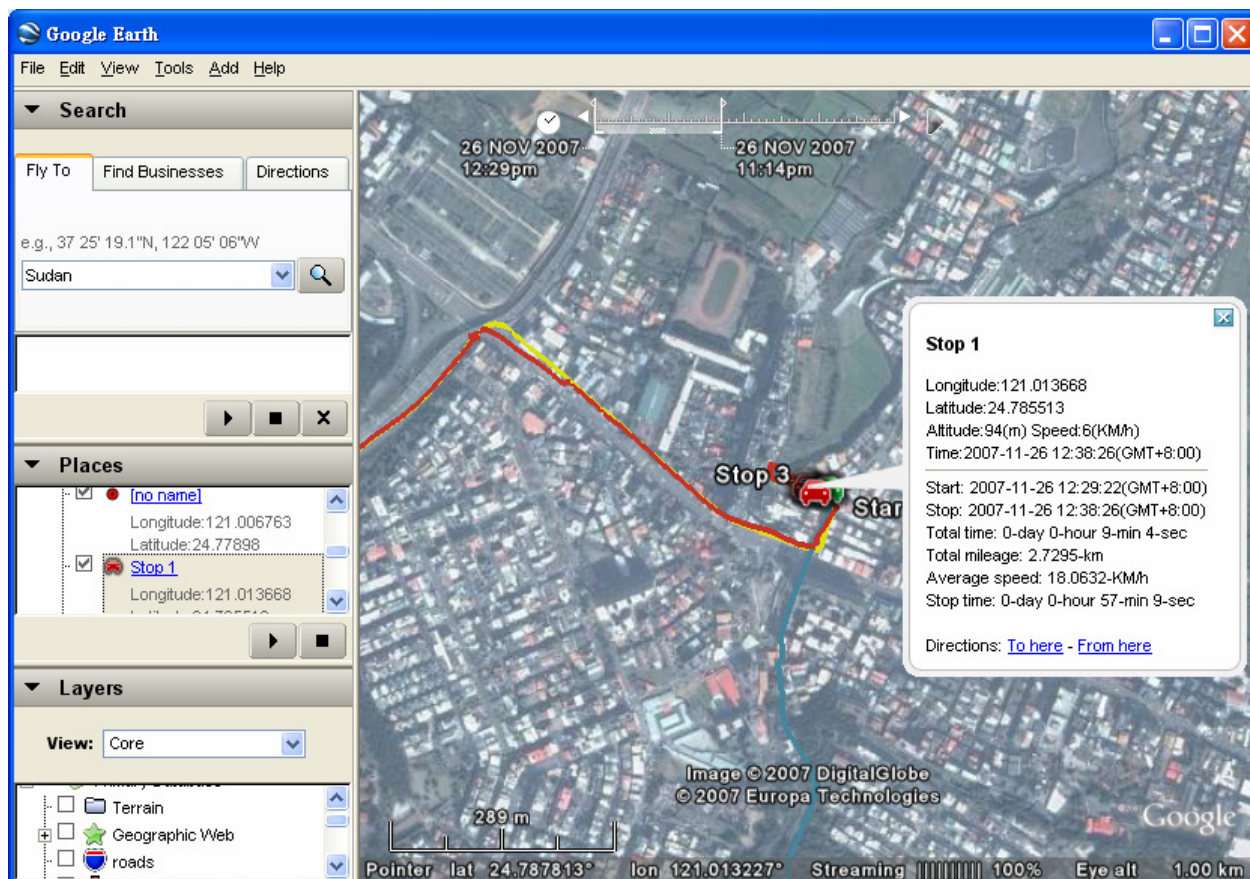 Google Earth
File Edit View Tools Add Help
Search
Fly To Find Businesses Directions
e.g., 37 25' 19.1"N, 122 05' 06"W
Sudan
Places
[no name]
Longitude:121.006763
Latitude:24.77898
Stop 1
Longitude:121.013668
Layers
View: Core
Terrain
Geographic Web
roads
26 NOV 2007
12:29pm
26 NOV 2007
11:14pm
Stop 3
Star
Stop 1
Longitude:121.013668
Latitude:24.785513
Altitude:94(m) Speed:6(KM/h)
Time:2007-11-26 12:38:26(GMT+8:00)
Start: 2007-11-26 12:29:22(GMT+8:00)
Stop: 2007-11-26 12:38:26(GMT+8:00)
Total time: 0-day 0-hour 9-min 4-sec
Total mileage: 2.7295-km
Average speed: 18.0632-KM/h
Stop time: 0-day 0-hour 57-min 9-sec
Directions: To here - From here
Image © 2007 DigitalGlobe
© 2007 Europa Technologies
289 m
Google
Pointer lat 24.787813° lon 121.013227° Streaming 100% Eye alt 1.00 km